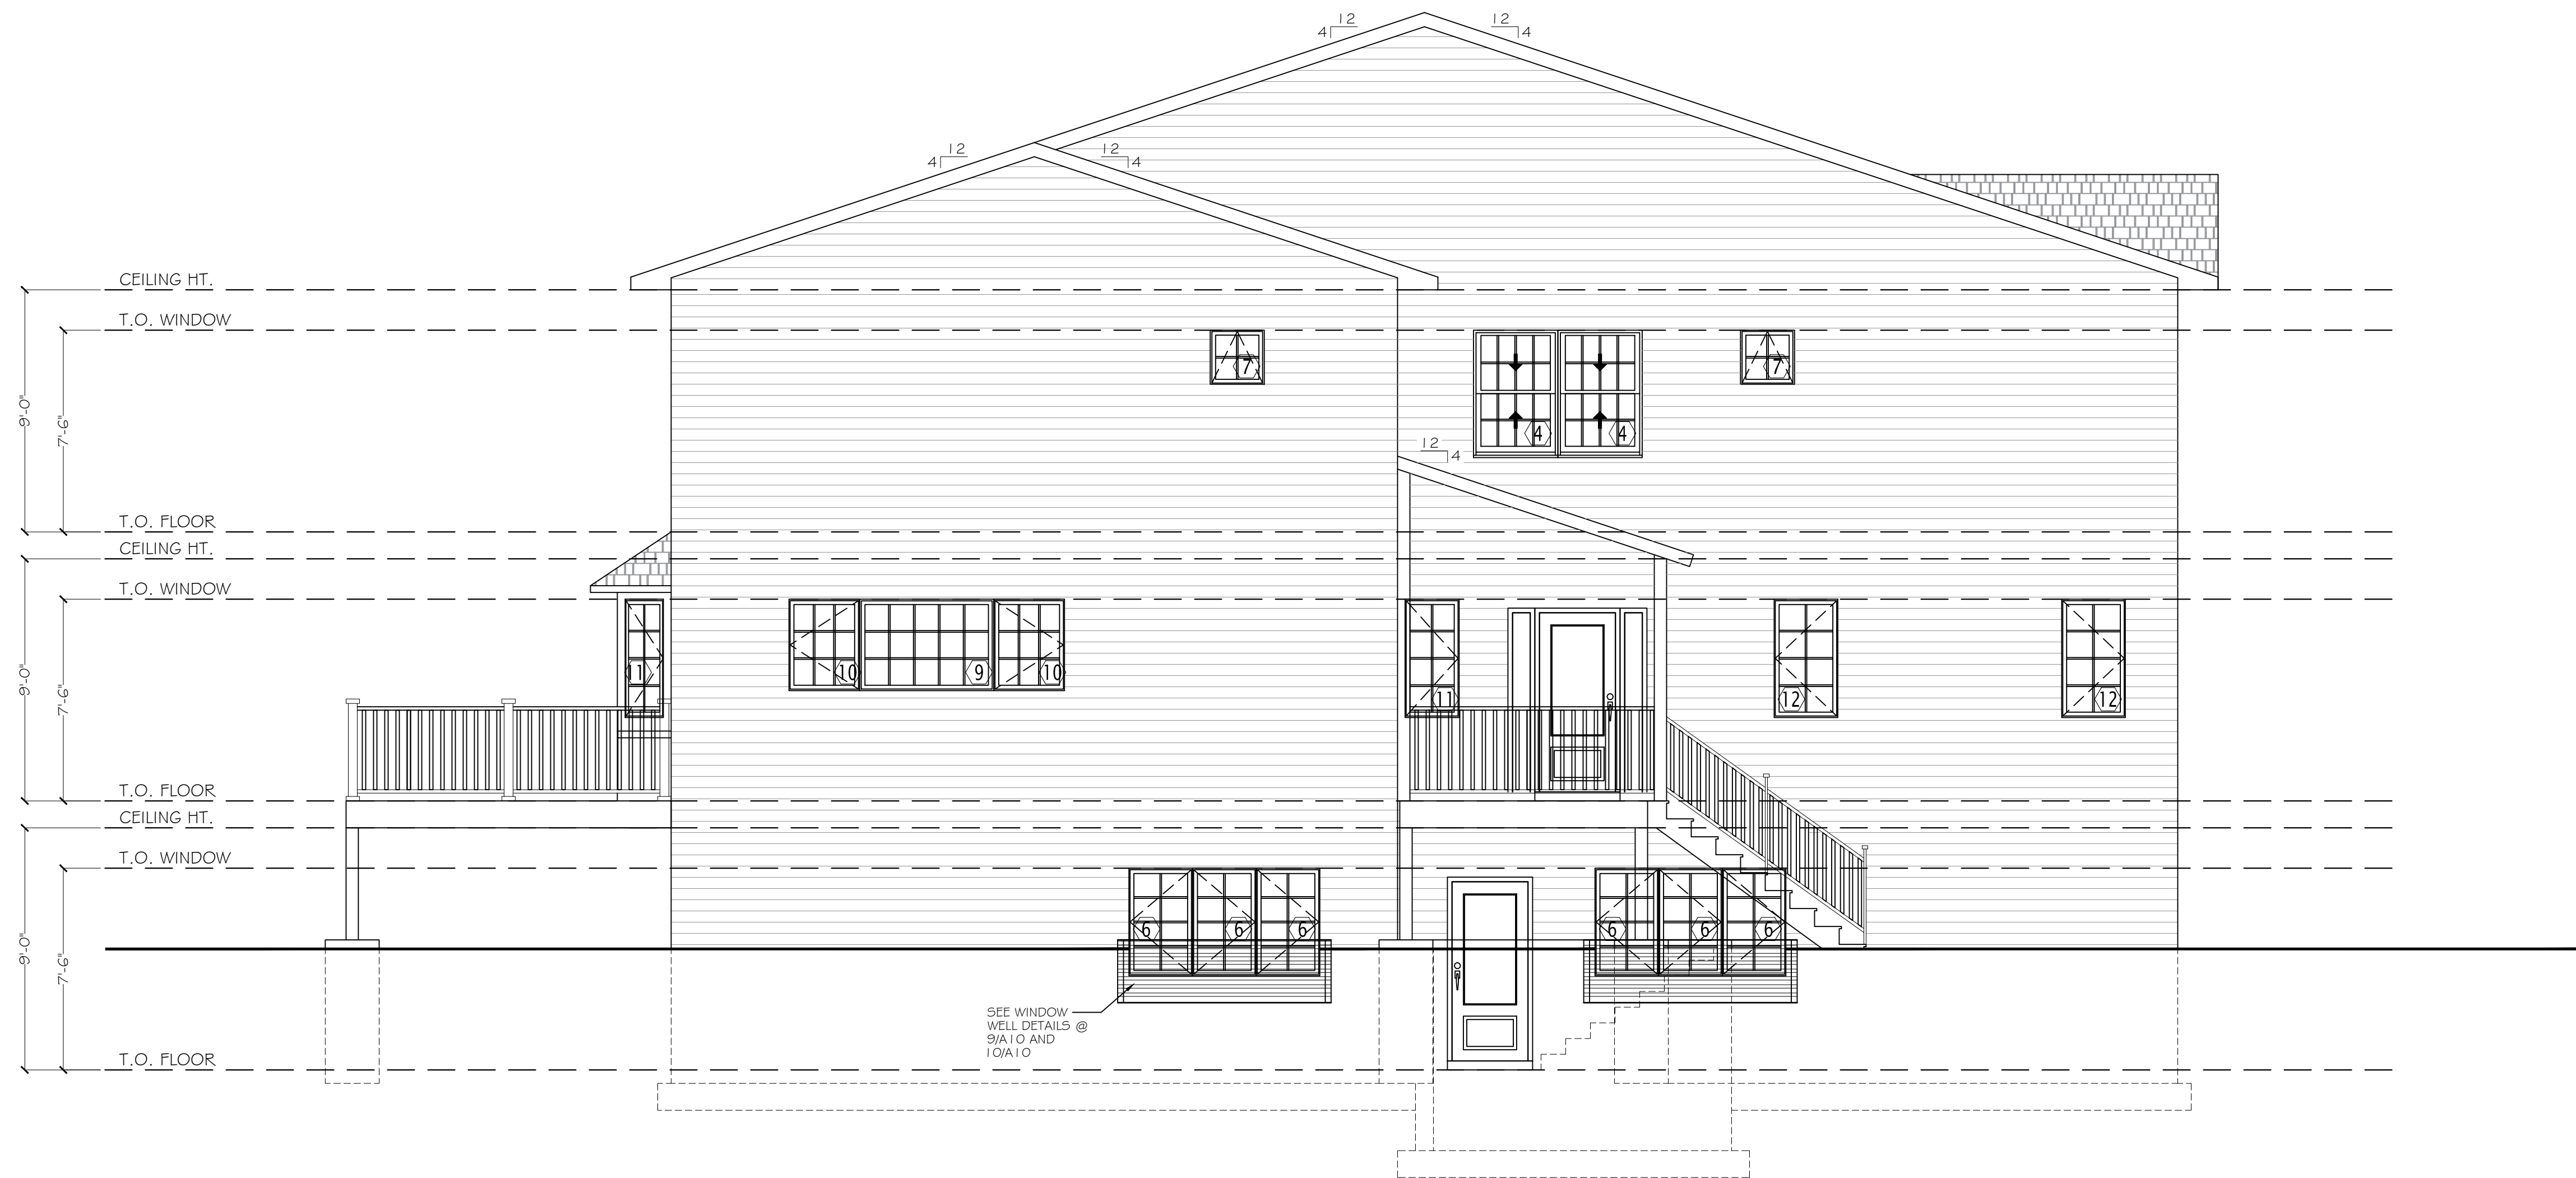 12
4
12
4
12
4
12
4
CEILING HT.
T.O. WINDOW
7
7
9'-0"
7'-6"
4
4
12
4
T.O. FLOOR
CEILING HT.
T.O. WINDOW
11
10
9
10
11
12
12
9'-0"
7'-6"
T.O. FLOOR
CEILING HT.
T.O. WINDOW
6
6
6
6
6
6
9'-0"
7'-6"
SEE WINDOW
WELL DETAILS @
9/A10 AND
10/A10
T.O. FLOOR